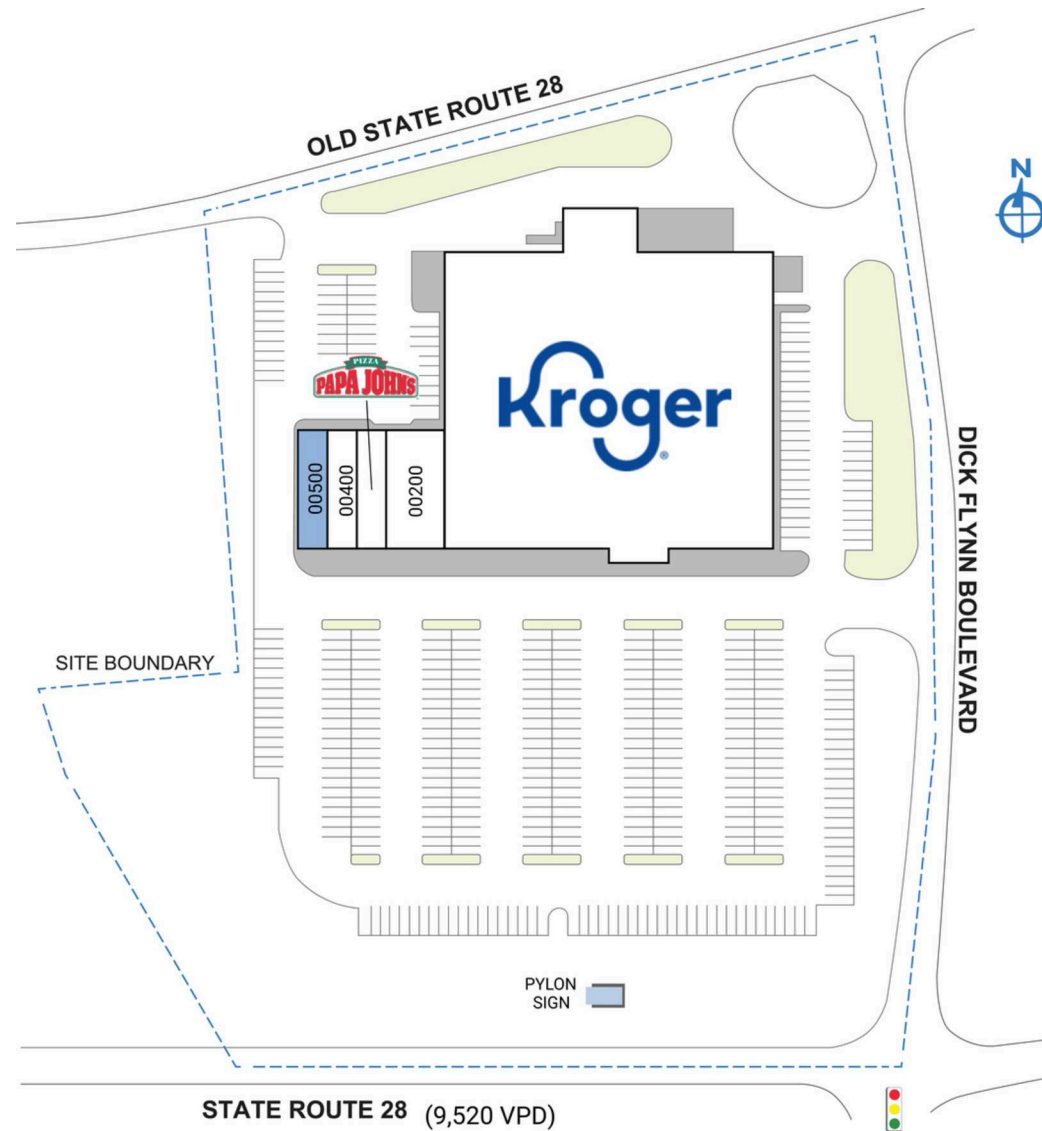 OLD STATE ROUTE 28
N
PIZZA
PAPA JOHNS
Kroger
®
00500
00400
00200
DICK FLYNN BOULEVARD
SITE BOUNDARY
PYLON
SIGN
STATE ROUTE 28 (9,520 VPD)